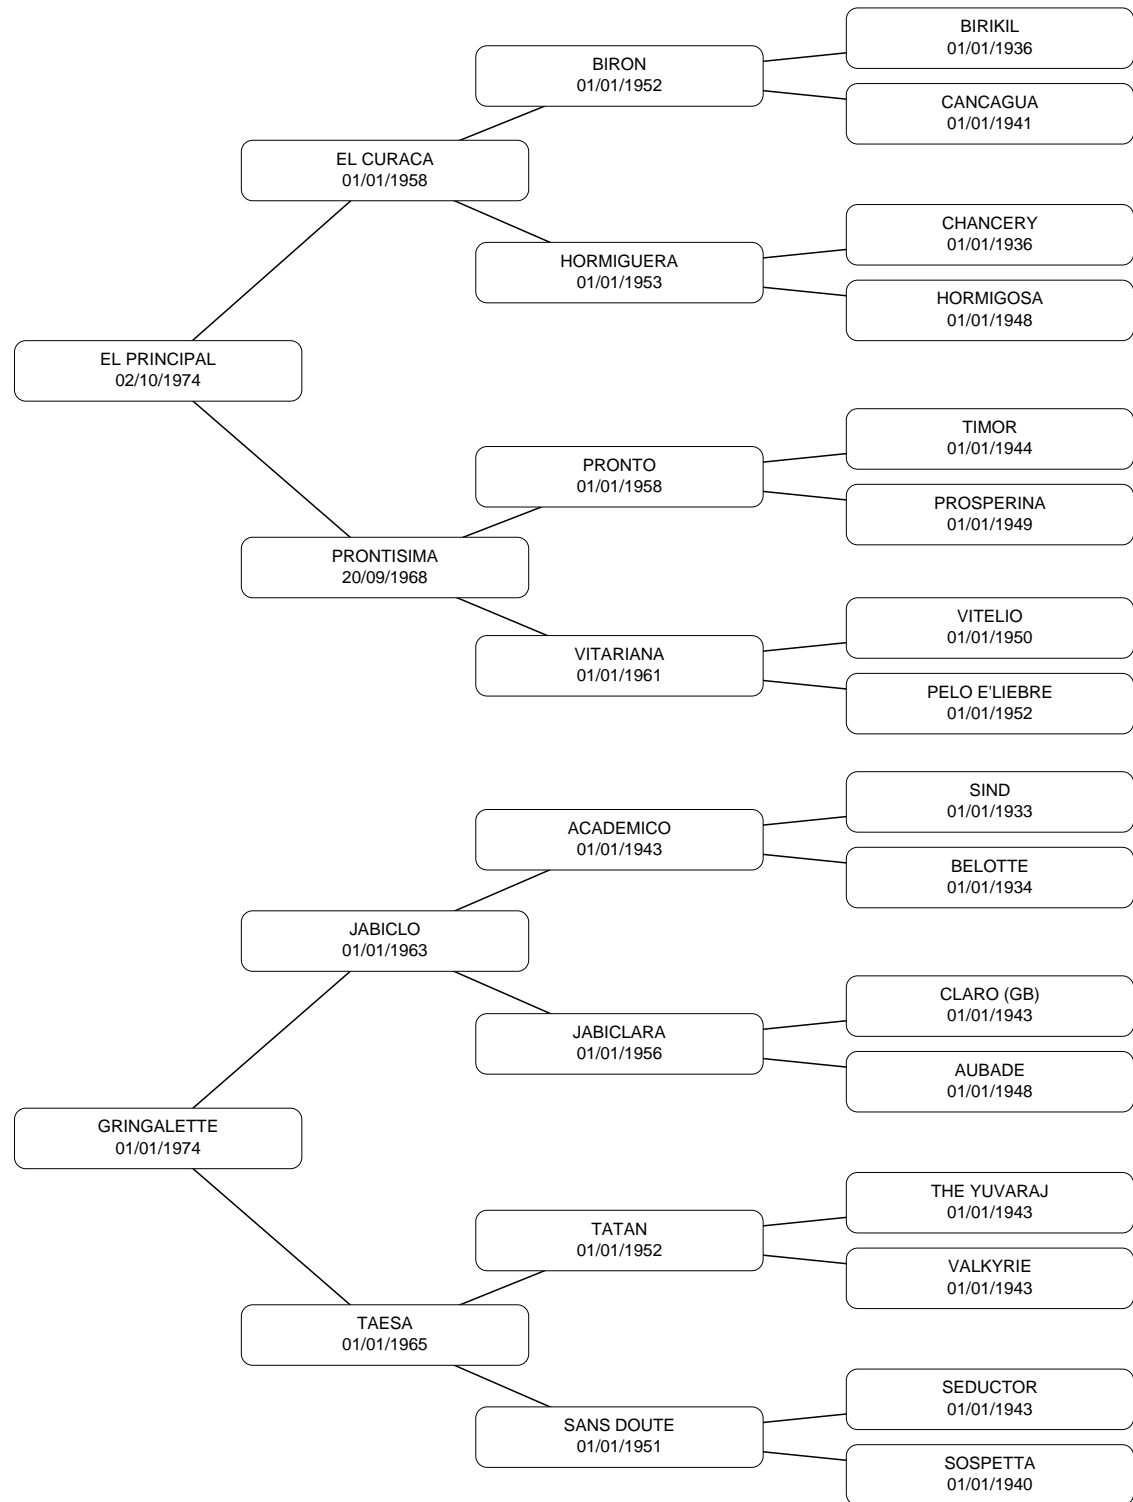 BIRIKIL
01/01/1936
BIRON
01/01/1952
CANCAGUA
01/01/1941
EL CURACA
01/01/1958
CHANCERY
01/01/1936
HORMIGUERA
01/01/1953
HORMIGOSA
01/01/1948
EL PRINCIPAL
02/10/1974
TIMOR
01/01/1944
PRONTO
01/01/1958
PROSPERINA
01/01/1949
PRONTISIMA
20/09/1968
VITELIO
01/01/1950
VITARIANA
01/01/1961
PELO E'LIEBRE
01/01/1952
SIND
01/01/1933
ACADEMICO
01/01/1943
BELOTTE
01/01/1934
JABICLO
01/01/1963
CLARO (GB)
01/01/1943
JABICLARA
01/01/1956
AUBADE
01/01/1948
GRINGALETTE
01/01/1974
THE YUVARAJ
01/01/1943
TATAN
01/01/1952
VALKYRIE
01/01/1943
TAESA
01/01/1965
SEDUCTOR
01/01/1943
SANS DOUTE
01/01/1951
SOSPETTA
01/01/1940